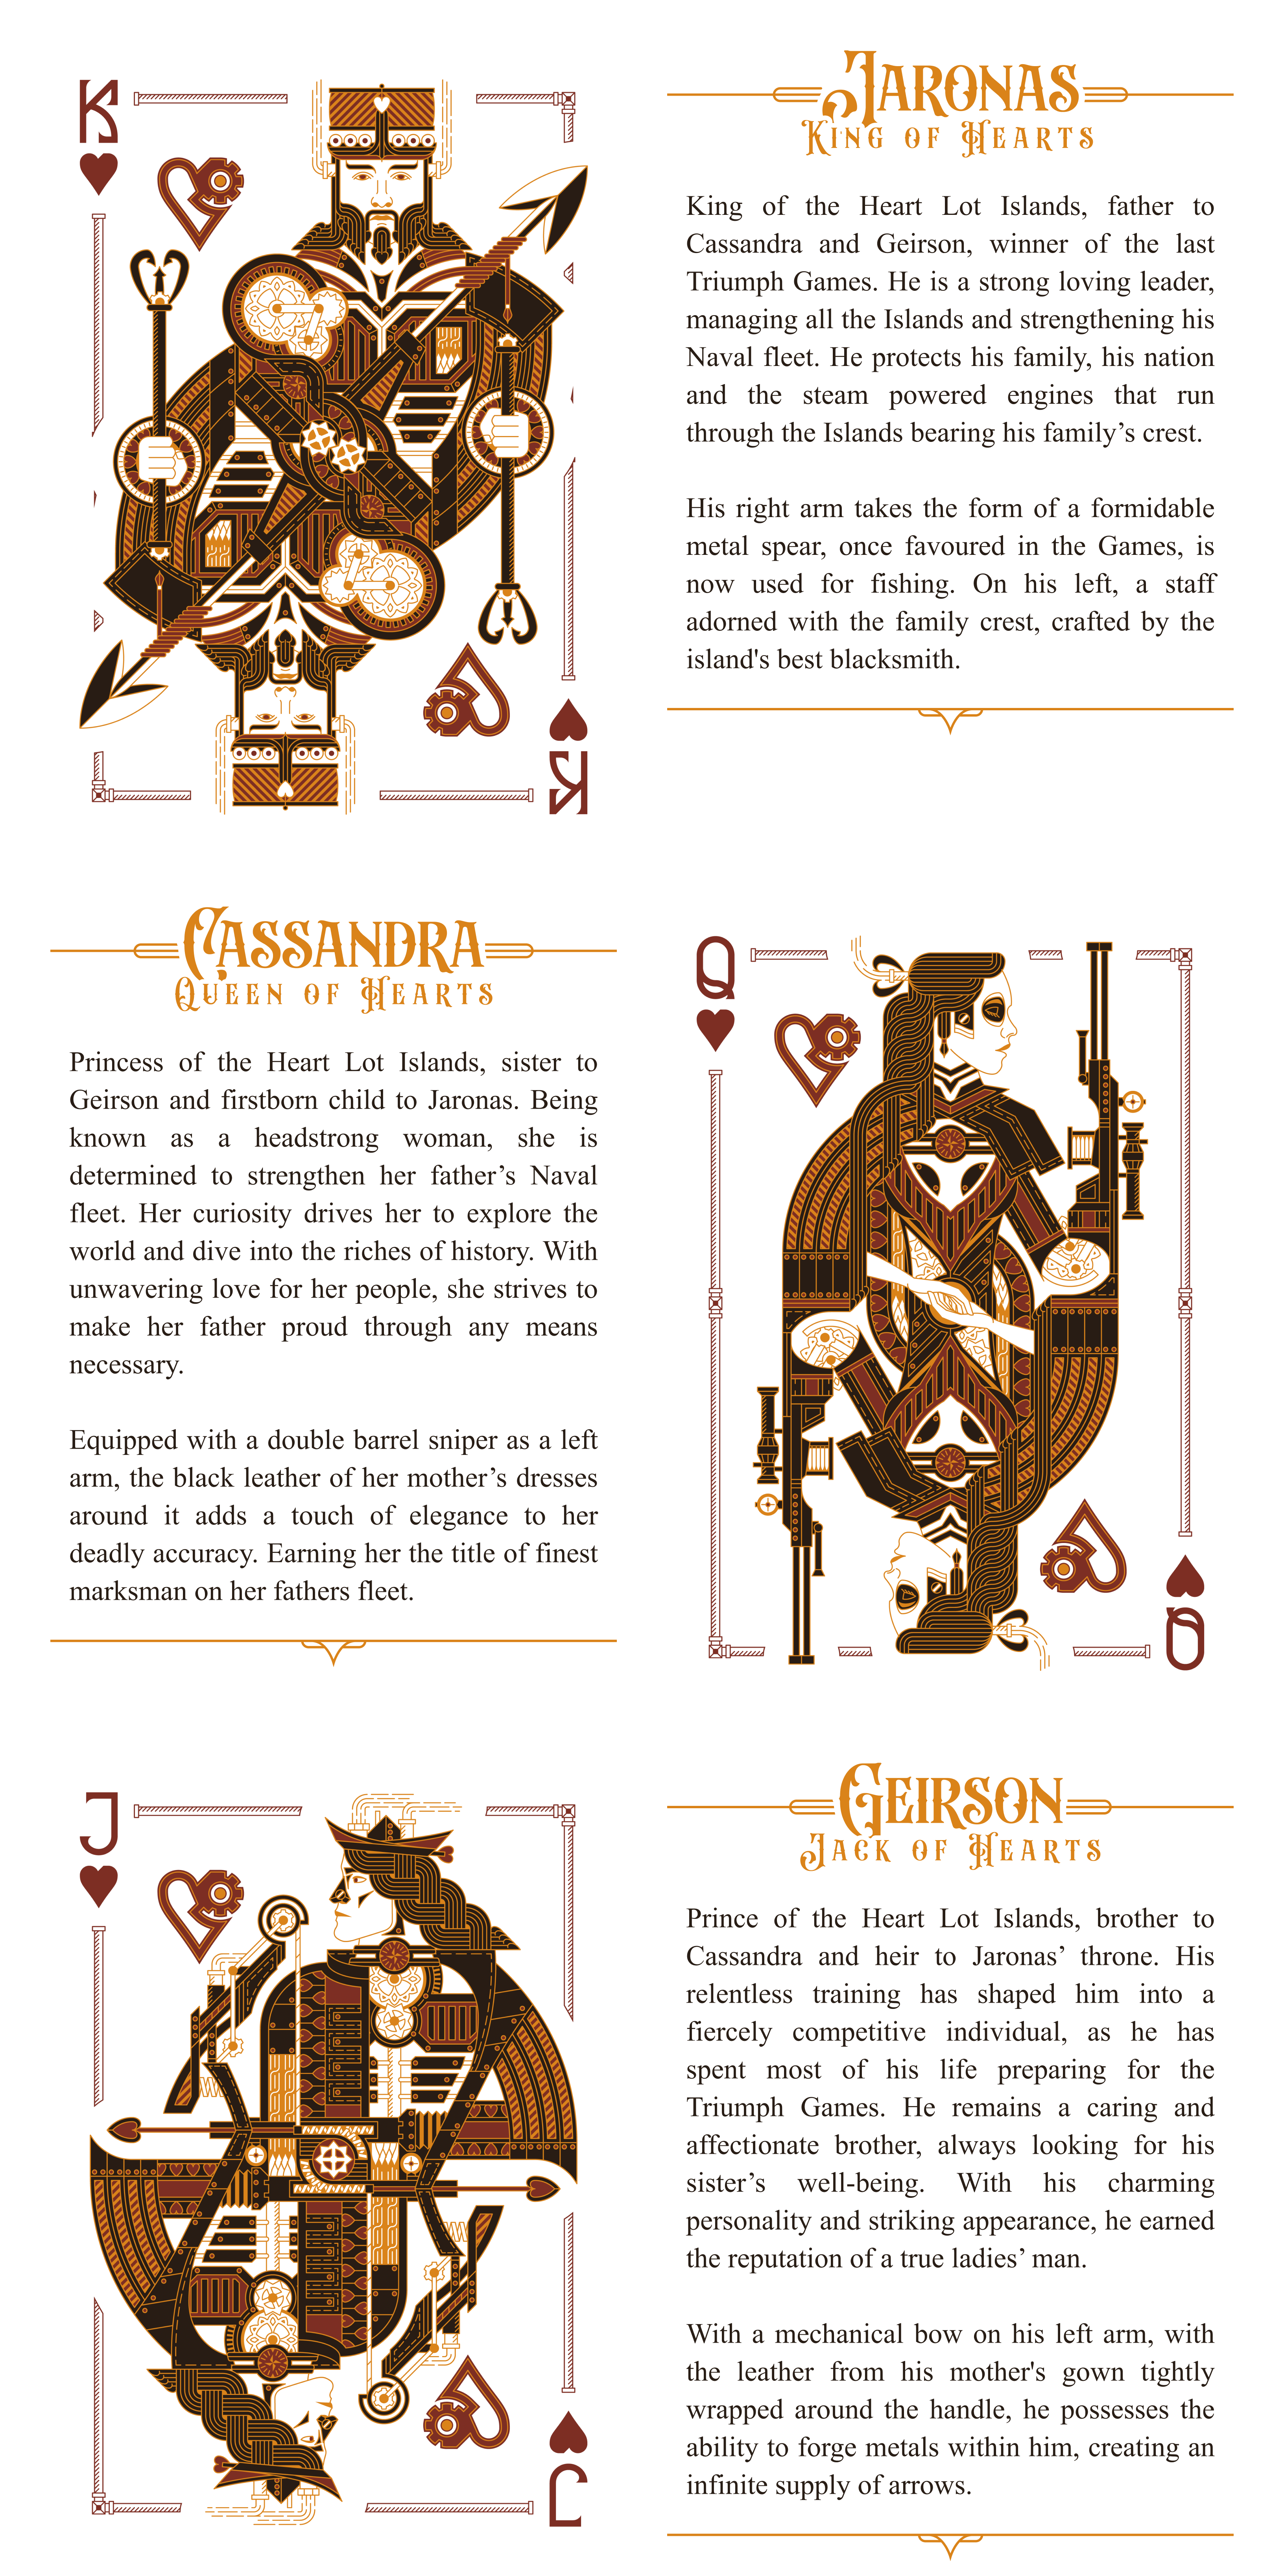 K
JARONAS
KING OF HEARTS
King of the Heart Lot Islands, father to
Cassandra and Geirson, winner of the last
Triumph Games. He is a strong loving leader,
managing all the Islands and strengthening his
Naval fleet. He protects his family, his nation
and the steam powered engines that run
through the Islands bearing his family’s crest.
His right arm takes the form of a formidable
metal spear, once favoured in the Games, is
now used for fishing. On his left, a staff
adorned with the family crest, crafted by the
island's best blacksmith.
K
CASSANDRA
QUEEN OF HEARTS
Princess of the Heart Lot Islands, sister to
Geirson and firstborn child to Jaronas. Being
known as a headstrong woman, she is
determined to strengthen her father’s Naval
fleet. Her curiosity drives her to explore the
world and dive into the riches of history. With
unwavering love for her people, she strives to
make her father proud through any means
necessary.
Equipped with a double barrel sniper as a left
arm, the black leather of her mother’s dresses
around it adds a touch of elegance to her
deadly accuracy. Earning her the title of finest
marksman on her fathers fleet.
Q
Q
J
GEIRSON
JACK OF HEARTS
Prince of the Heart Lot Islands, brother to
Cassandra and heir to Jaronas’ throne. His
relentless training has shaped him into a
fiercely competitive individual, as he has
spent most of his life preparing for the
Triumph Games. He remains a caring and
affectionate brother, always looking for his
sister’s well-being. With his charming
personality and striking appearance, he earned
the reputation of a true ladies’ man.
With a mechanical bow on his left arm, with
the leather from his mother's gown tightly
wrapped around the handle, he possesses the
ability to forge metals within him, creating an
infinite supply of arrows.
J